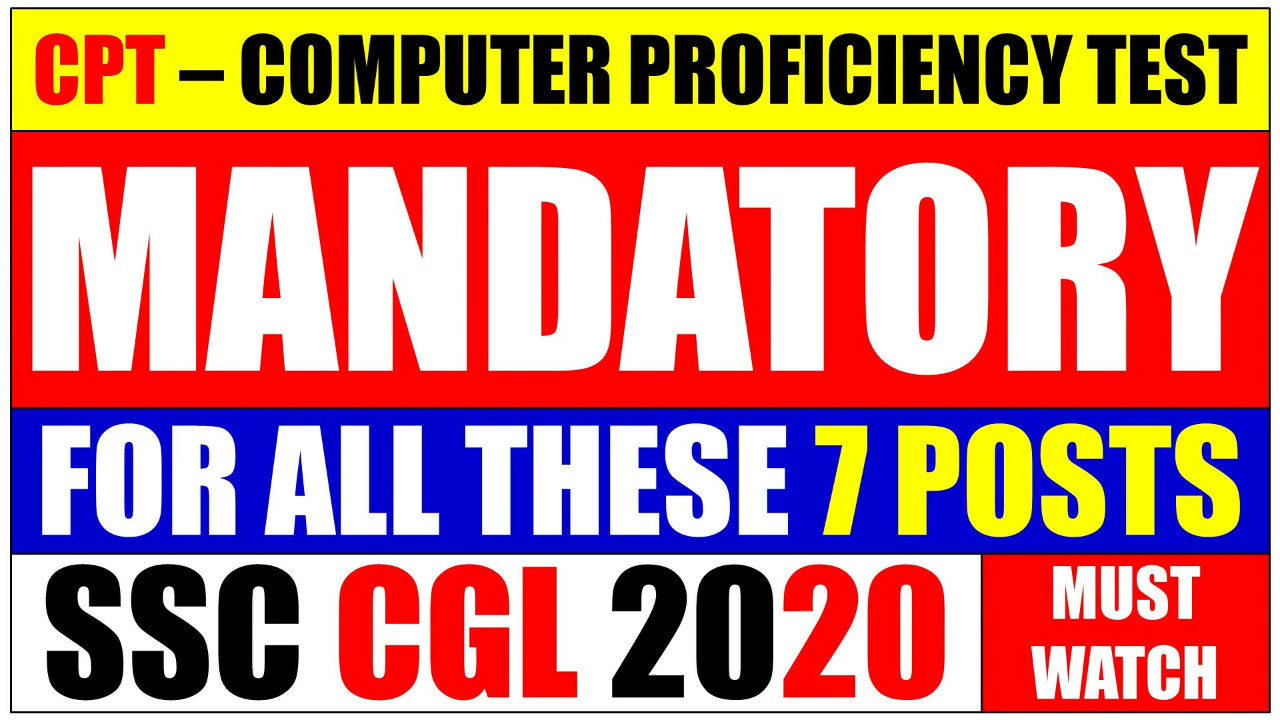 CPT – COMPUTER PROFICIENCY TEST
MANDATORY
FOR ALL THESE 7 POSTS
SSC CGL 2020
MUST
WATCH